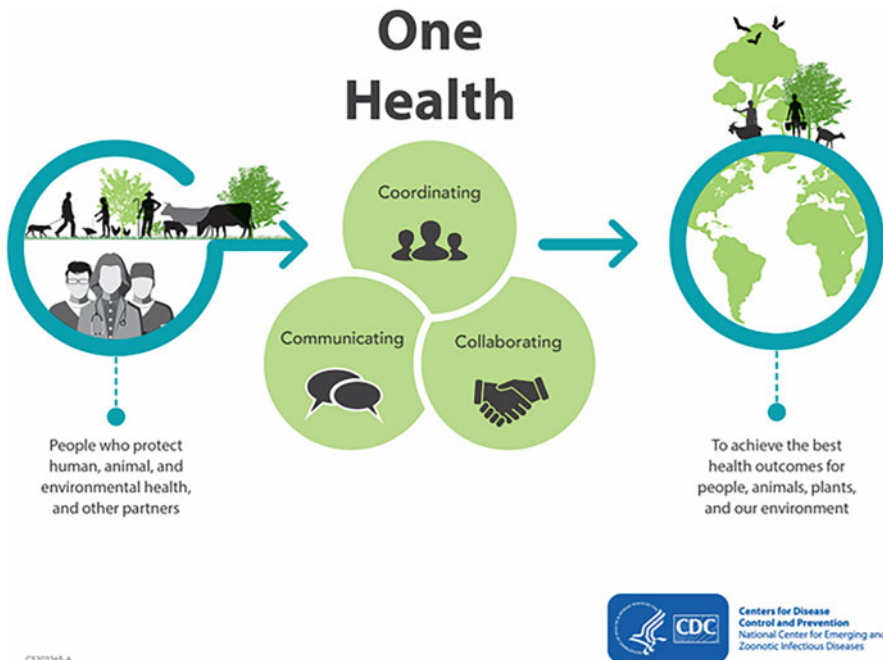 One
Health
Coordinating
Communicating
Collaborating
People who protect
human, animal, and
environmental health,
and other partners
To achieve the best
health outcomes for
people, animals, plants,
and our environment
CDC
Centers for Disease
Control and Prevention
National Center for Emerging and
Zoonotic Infectious Diseases